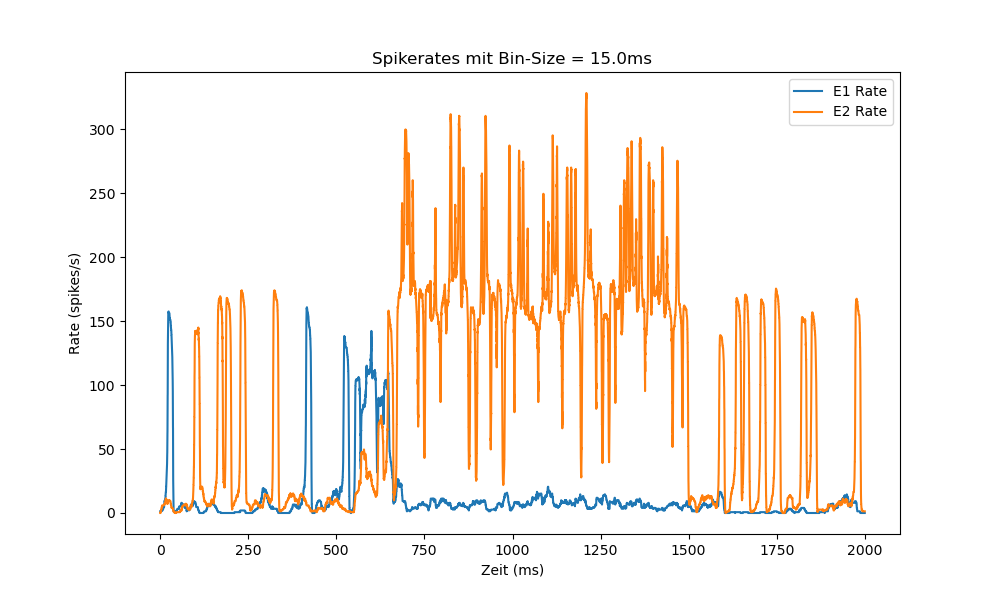 Spikerates mit Bin-Size = 15.0ms
E1 Rate
E2 Rate
Rate (spikes/s)
300
250
200
150
100
50
0
0 250 500 750 1000 1250 1500 1750 2000
Zeit (ms)